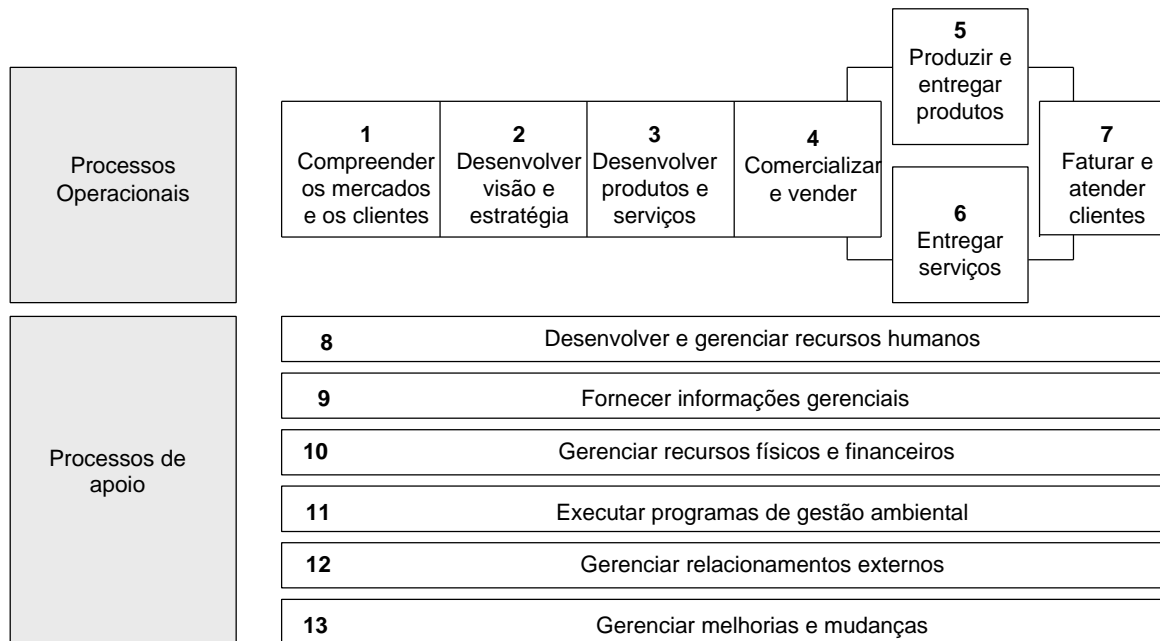 Processos
Operacionais
1
Compreender
os mercados
e os clientes
2
Desenvolver
visão e
estratégia
3
Desenvolver
produtos e
serviços
4
Comercializar
e vender
5
Produzir e
entregar
produtos
6
Entregar
serviços
7
Faturar e
atender
clientes
Processos de
apoio
8 Desenvolver e gerenciar recursos humanos
9 Fornecer informações gerenciais
10 Gerenciar recursos físicos e financeiros
11 Executar programas de gestão ambiental
12 Gerenciar relacionamentos externos
13 Gerenciar melhorias e mudanças